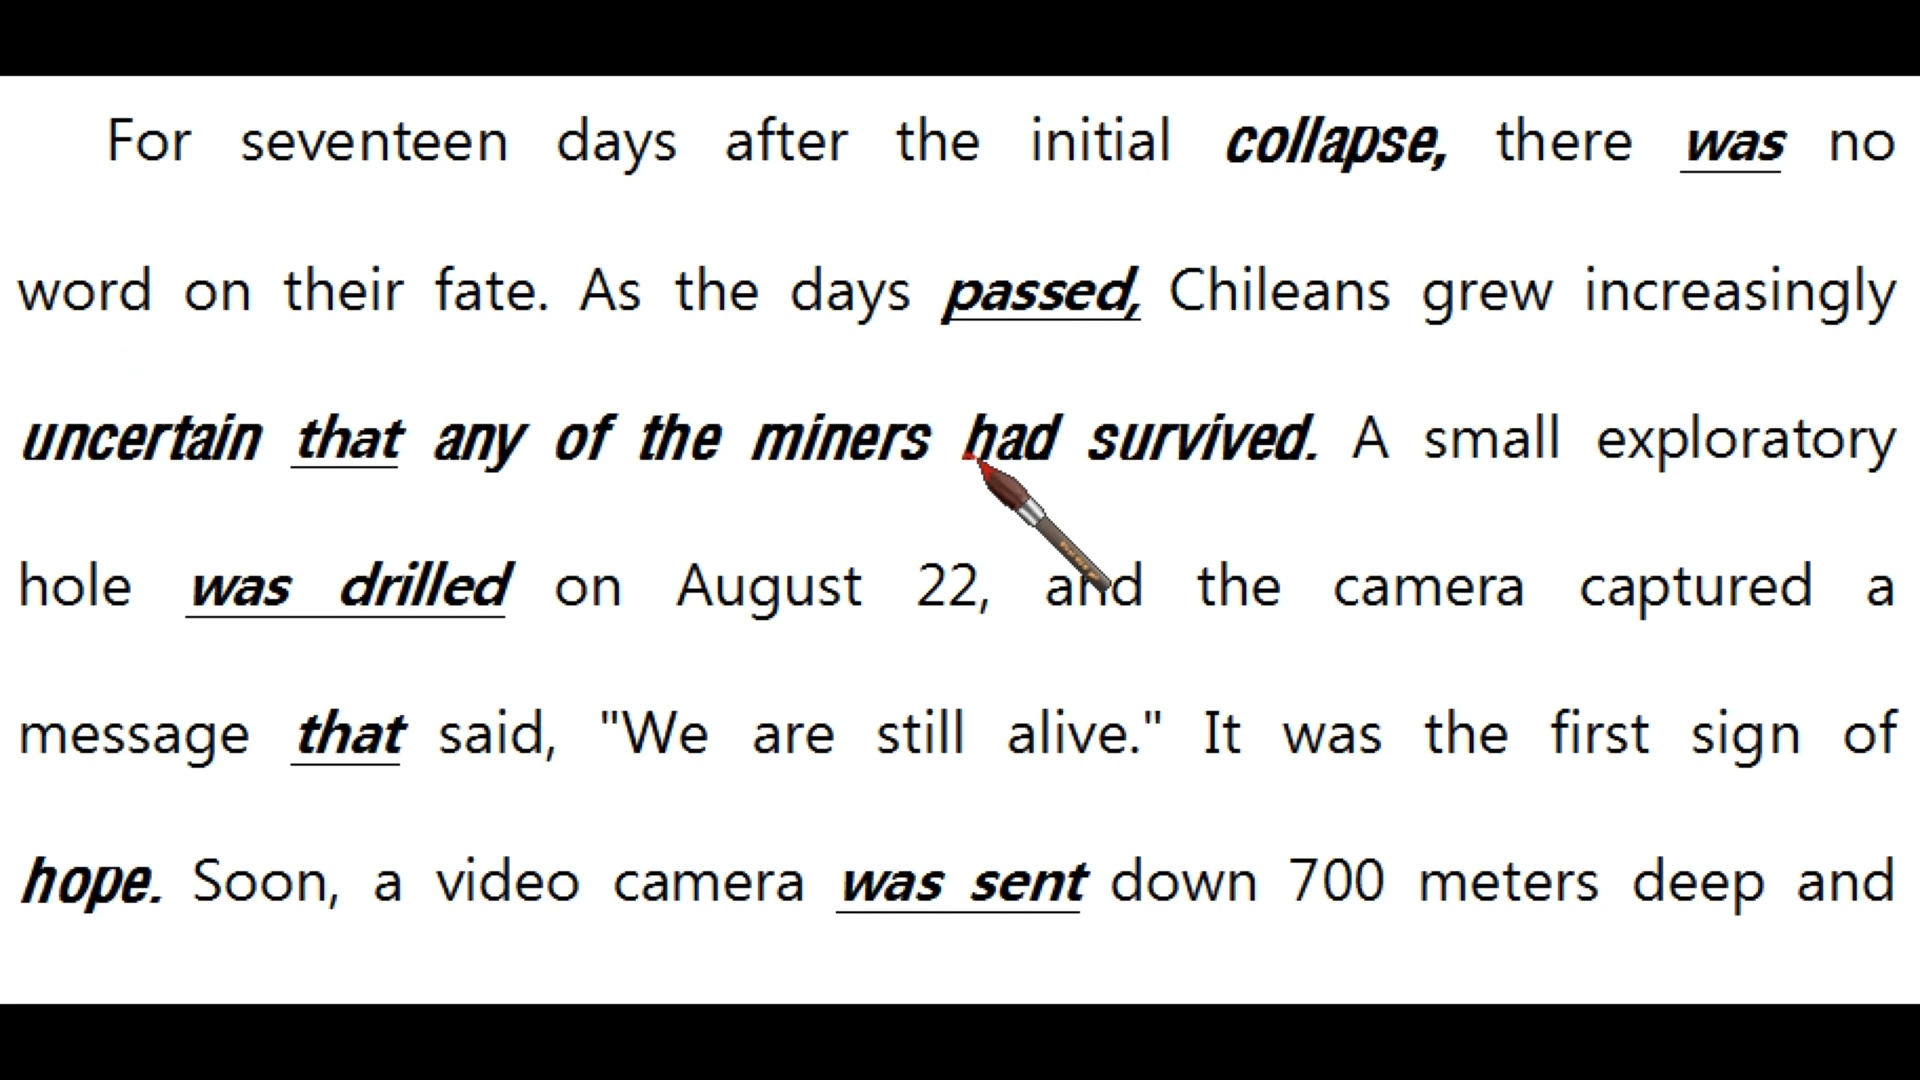 For seventeen days after the initial collapse, there was no
word on their fate. As the days passed, Chileans grew increasingly
uncertain that any of the miners had survived. A small exploratory
hole was drilled on August 22, and the camera captured a
message that said, "We are still alive." It was the first sign of
hope. Soon, a video camera was sent down 700 meters deep and